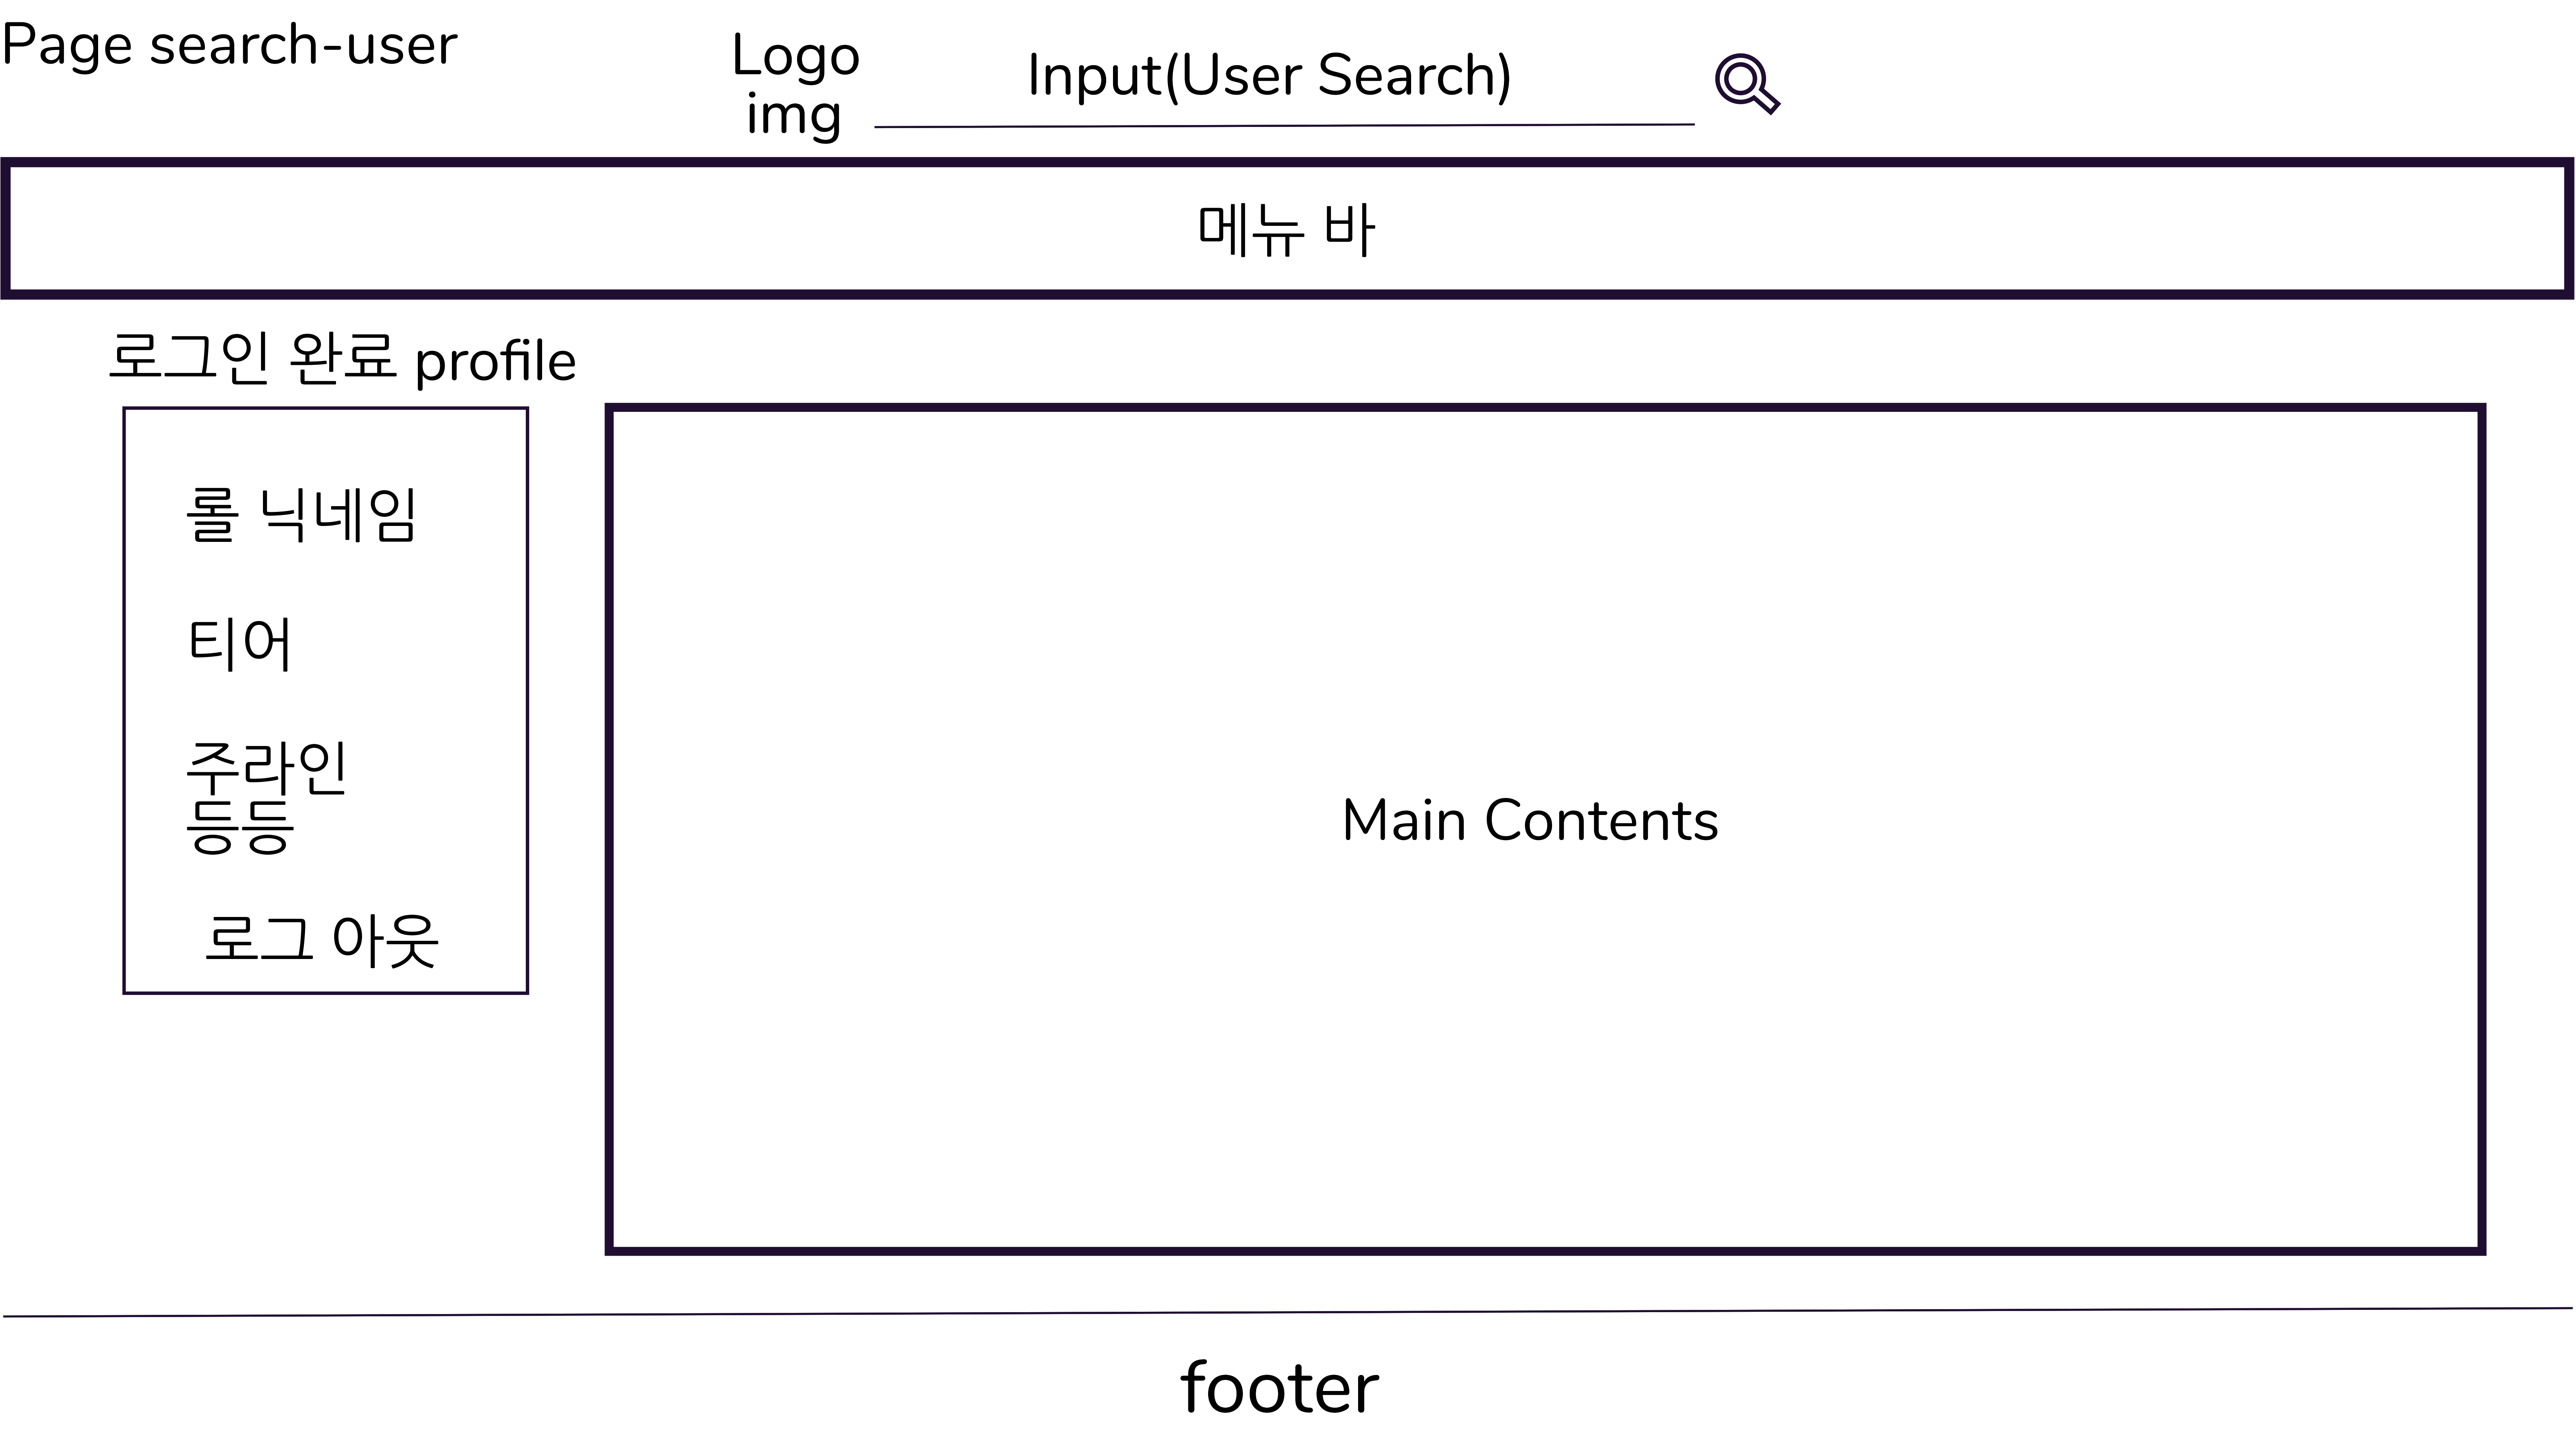 Page search-user
Logo
img
Input(User Search)
메뉴 바
로그인 완료 profile
롤 닉네임
티어
주라인
등등
로그 아웃
Main Contents
footer